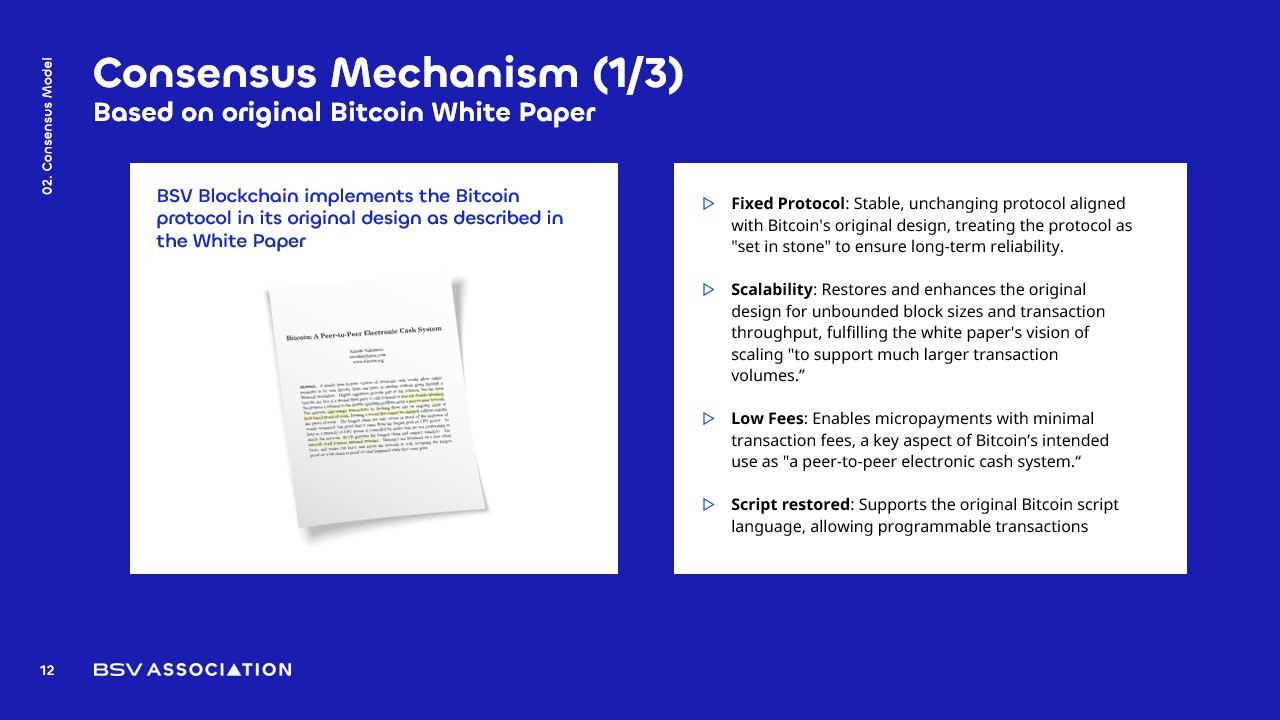 02. Consensus Model
Consensus Mechanism (1/3)
Based on original Bitcoin White Paper
BSV Blockchain implements the Bitcoin
protocol in its original design as described in
the White Paper
Bitcoin: A Peer-to-Peer Electronic Cash System
Satoshi Nakamoto
www.bitcoin.org
▷ Fixed Protocol: Stable, unchanging protocol aligned
with Bitcoin's original design, treating the protocol as
"set in stone" to ensure long-term reliability.
▷ Scalability: Restores and enhances the original
design for unbounded block sizes and transaction
throughput, fulfilling the white paper's vision of
scaling "to support much larger transaction
volumes.”
▷ Low Fees: Enables micropayments with minimal
transaction fees, a key aspect of Bitcoin’s intended
use as "a peer-to-peer electronic cash system.“
▷ Script restored: Supports the original Bitcoin script
language, allowing programmable transactions
12
BSV ASSOCIATION